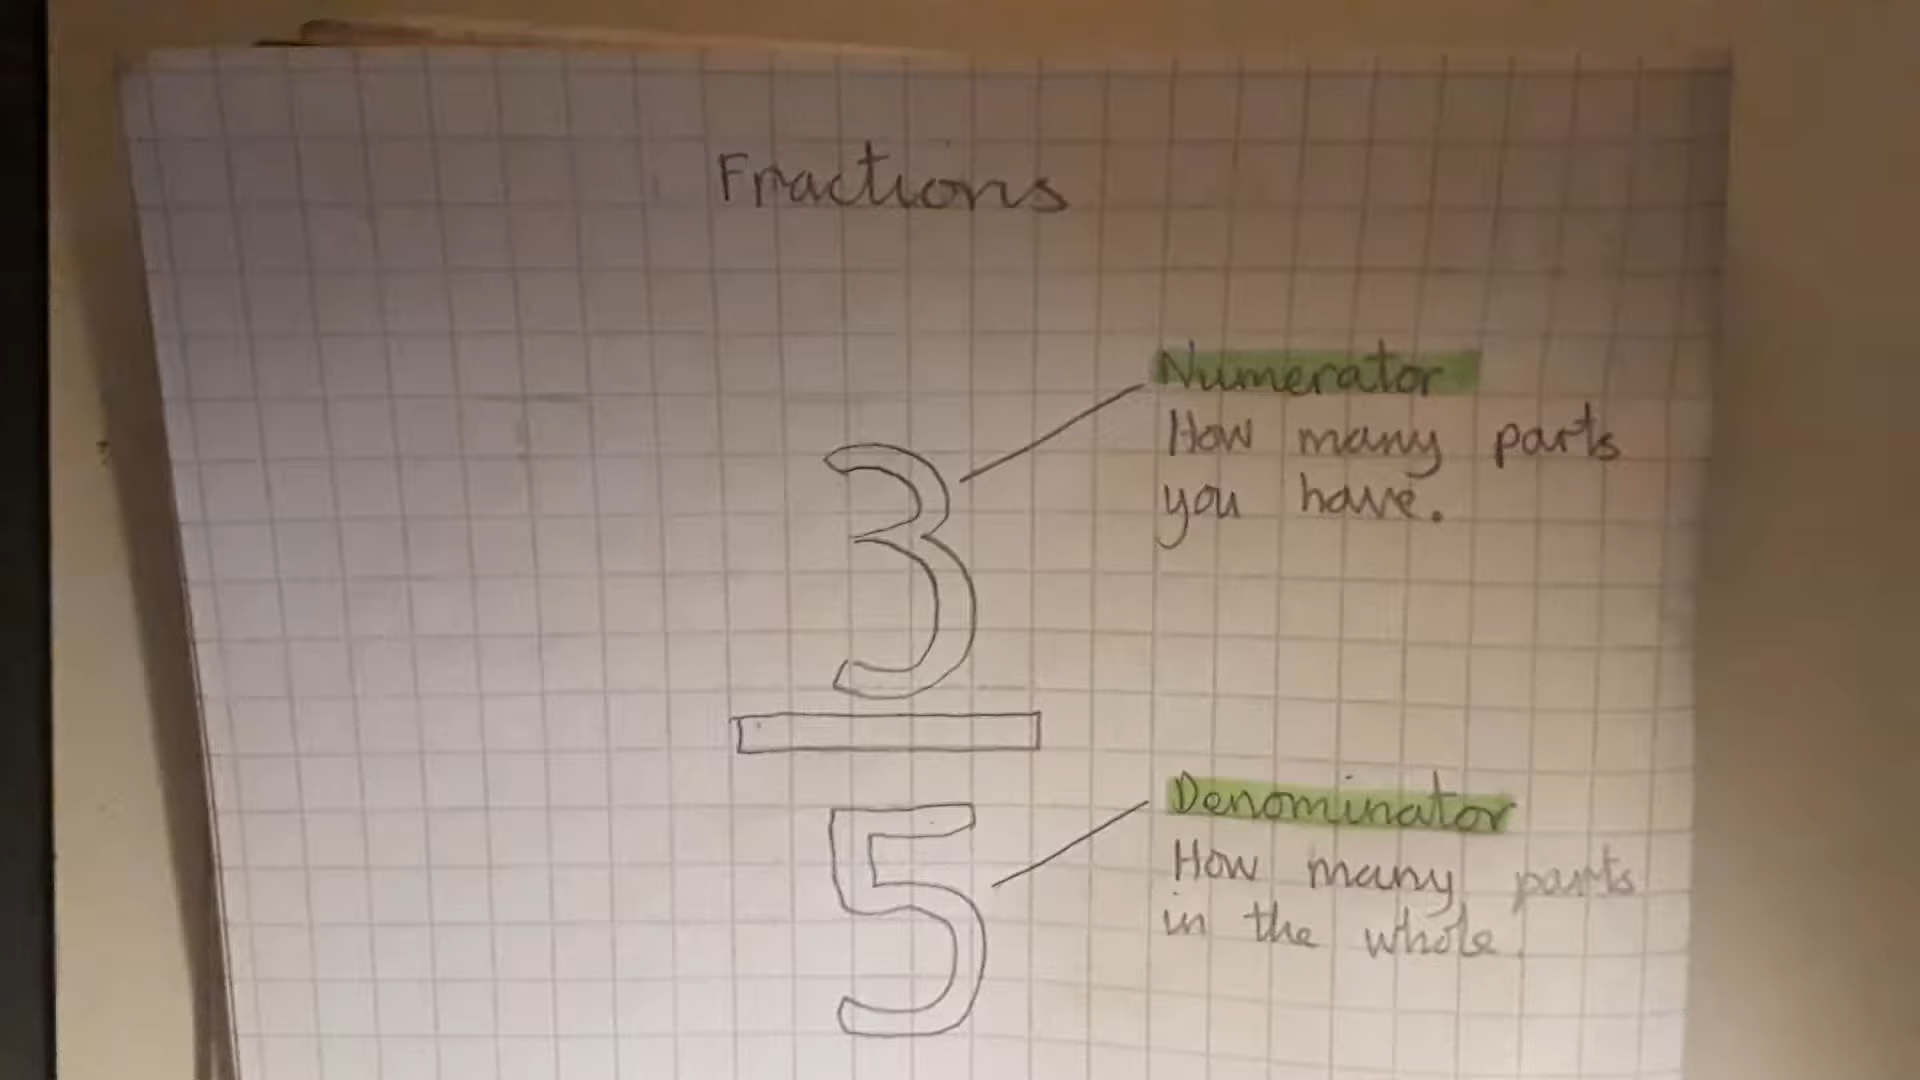 Fractions
Numerator
How many parts
you have.
3
5
Denominator
How many parts
in the whole.